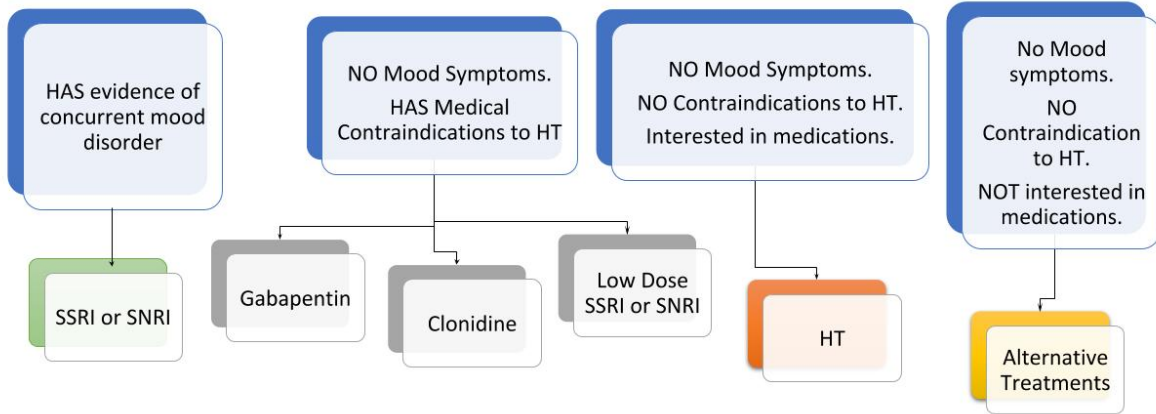 HAS evidence of
concurrent mood
disorder
NO Mood Symptoms.
HAS Medical
Contraindications to HT
NO Mood Symptoms.
NO Contraindications to HT.
Interested in medications.
No Mood
symptoms.
NO
Contraindication
to HT.
NOT interested in
medications.
SSRI or SNRI
Gabapentin
Clonidine
Low Dose
SSRI or SNRI
HT
Alternative
Treatments